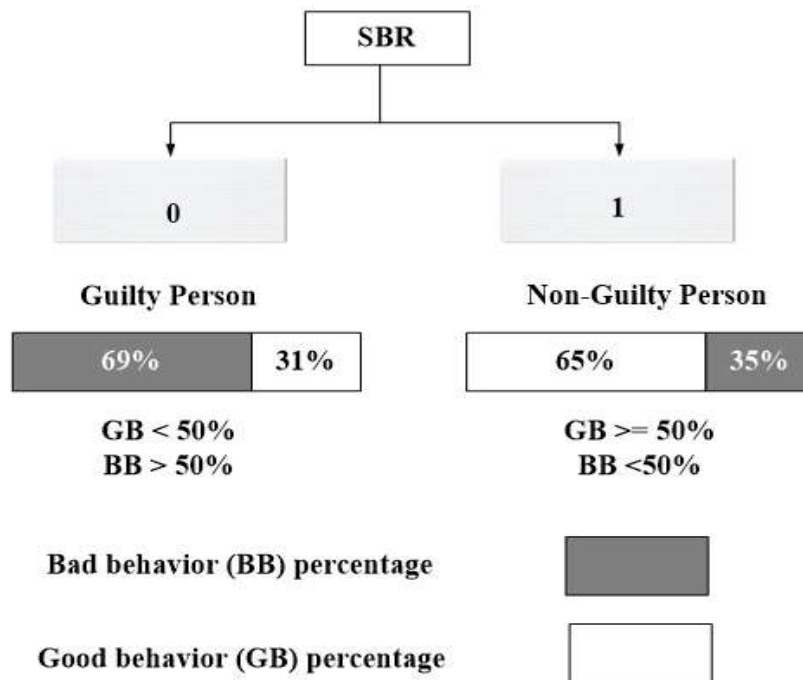 SBR
0
1
Guilty Person
Non-Guilty Person
69%
31%
65%
35%
GB < 50%
BB > 50%
GB >= 50%
BB <50%
Bad behavior (BB) percentage
Good behavior (GB) percentage